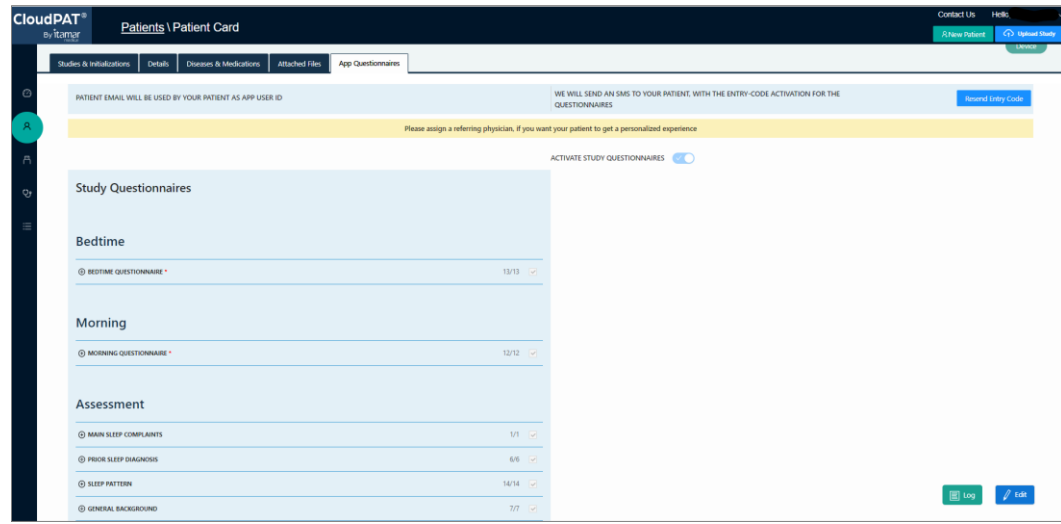 CloudPAT®
By itamar
Patients \ Patient Card
Contact Us
Hello,
New Patient
Upload Study
Device
Studies & Initializations
Details
Diseases & Medications
Attached Files
App Questionnaires
PATIENT EMAIL WILL BE USED BY YOUR PATIENT AS APP USER ID
WE WILL SEND AN SMS TO YOUR PATIENT, WITH THE ENTRY-CODE ACTIVATION FOR THE
QUESTIONNAIRES
Resend Entry Code
Please assign a referring physician, if you want your patient to get a personalized experience
ACTIVATE STUDY QUESTIONNAIRES
Study Questionnaires
Bedtime
BEDTIME QUESTIONNAIRE * 13/13
Morning
MORNING QUESTIONNAIRE * 12/12
Assessment
MAIN SLEEP COMPLAINTS 1/1
PRIOR SLEEP DIAGNOSIS 6/6
SLEEP PATTERN 14/14
GENERAL BACKGROUND 7/7
Log
Edit